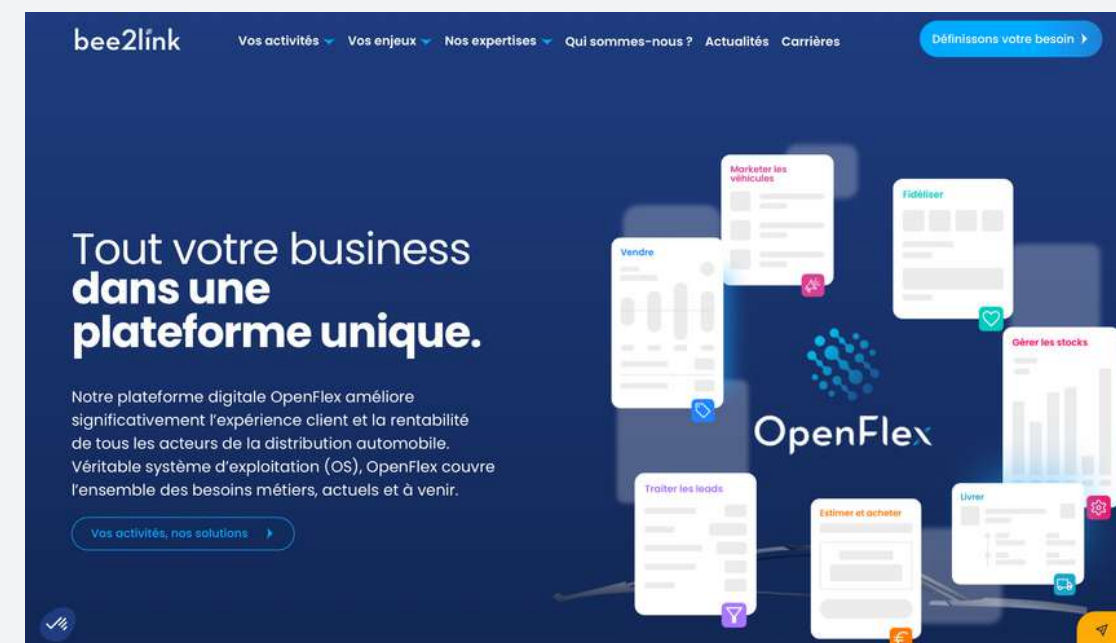 bee2link
Vos activités
Vos enjeux
Nos expertises
Qui sommes-nous ?
Actualités
Carrières
Définissons votre besoin
Tout votre business
dans une
plateforme unique.
Notre plateforme digitale OpenFlex améliore
significativement l'expérience client et la rentabilité
de tous les acteurs de la distribution automobile.
Véritable système d'exploitation (OS), OpenFlex couvre
l'ensemble des besoins métiers, actuels et à venir.
Vos activités, nos solutions
Marketer les
véhicules
Fidéliser
Vendre
Gérer les stocks
OpenFlex
Traiter les leads
Estimer et acheter
Livrer